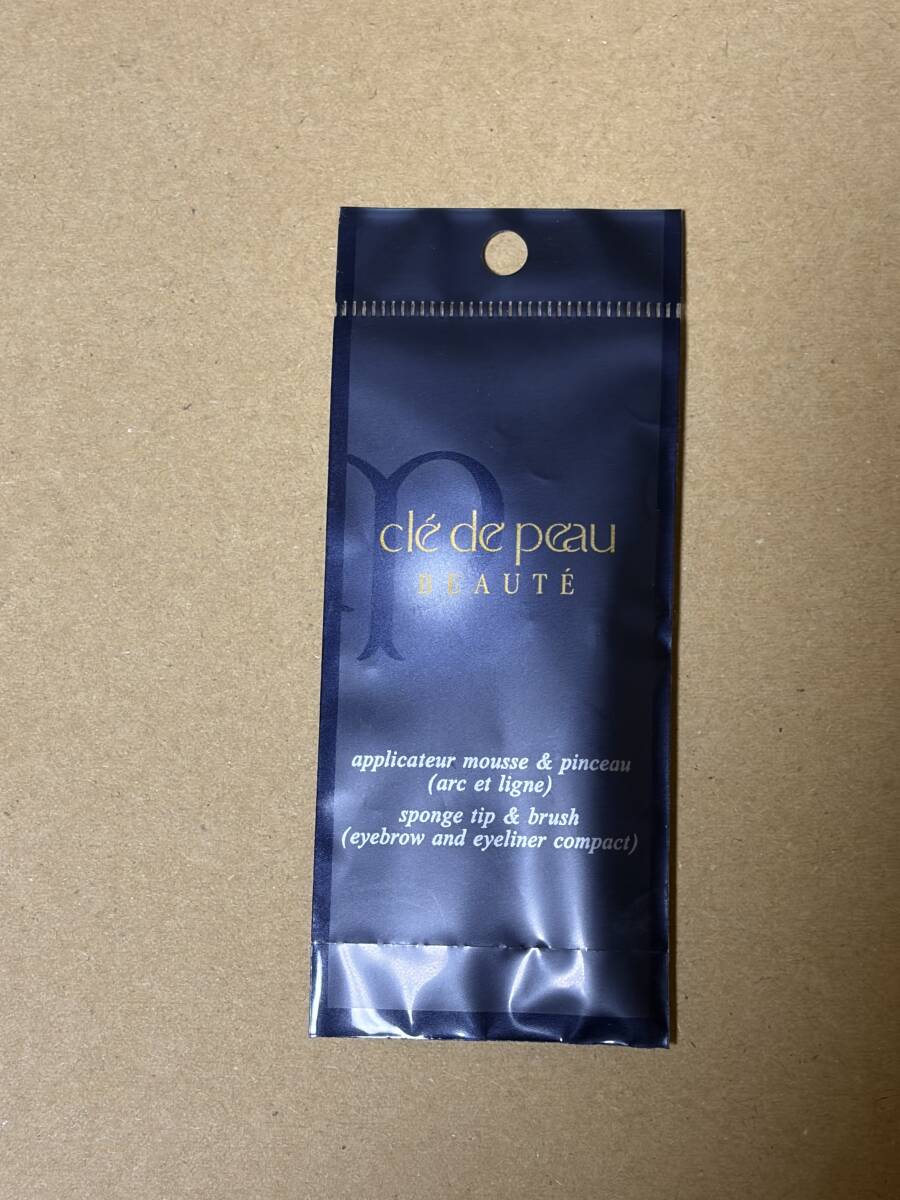 clé de peau
BEAUTÉ
applicateur mousse & pinceau
(arc et ligne)
sponge tip & brush
(eyebrow and eyeliner compact)